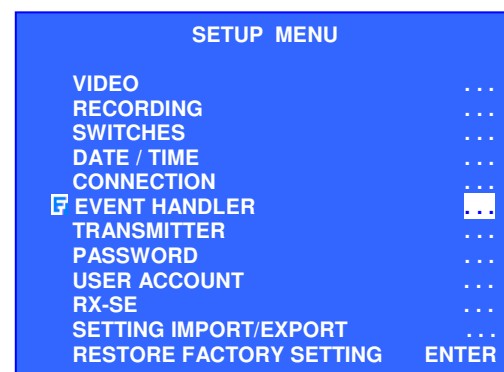 SETUP MENU
VIDEO ...
RECORDING ...
SWITCHES ...
DATE / TIME ...
CONNECTION ...
F EVENT HANDLER ...
TRANSMITTER ...
PASSWORD ...
USER ACCOUNT ...
RX-SE ...
SETTING IMPORT/EXPORT ...
RESTORE FACTORY SETTING ENTER